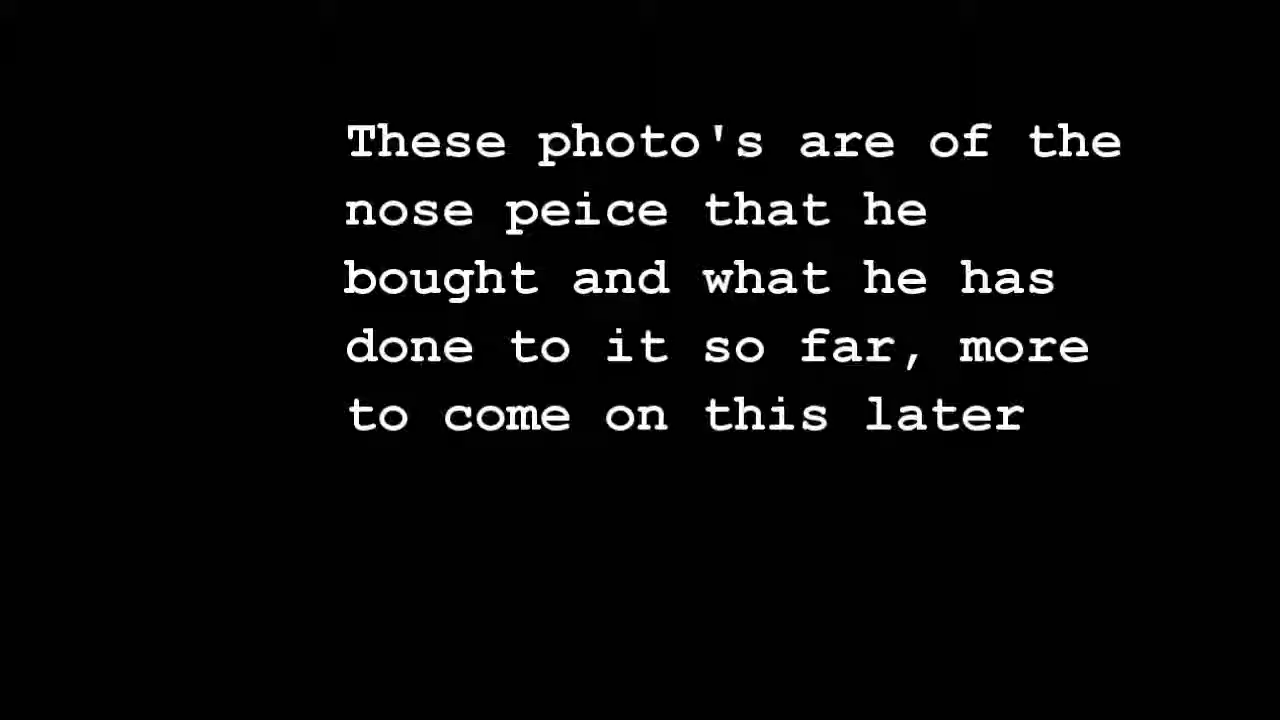 These photo's are of the
nose peice that he
bought and what he has
done to it so far, more
to come on this later